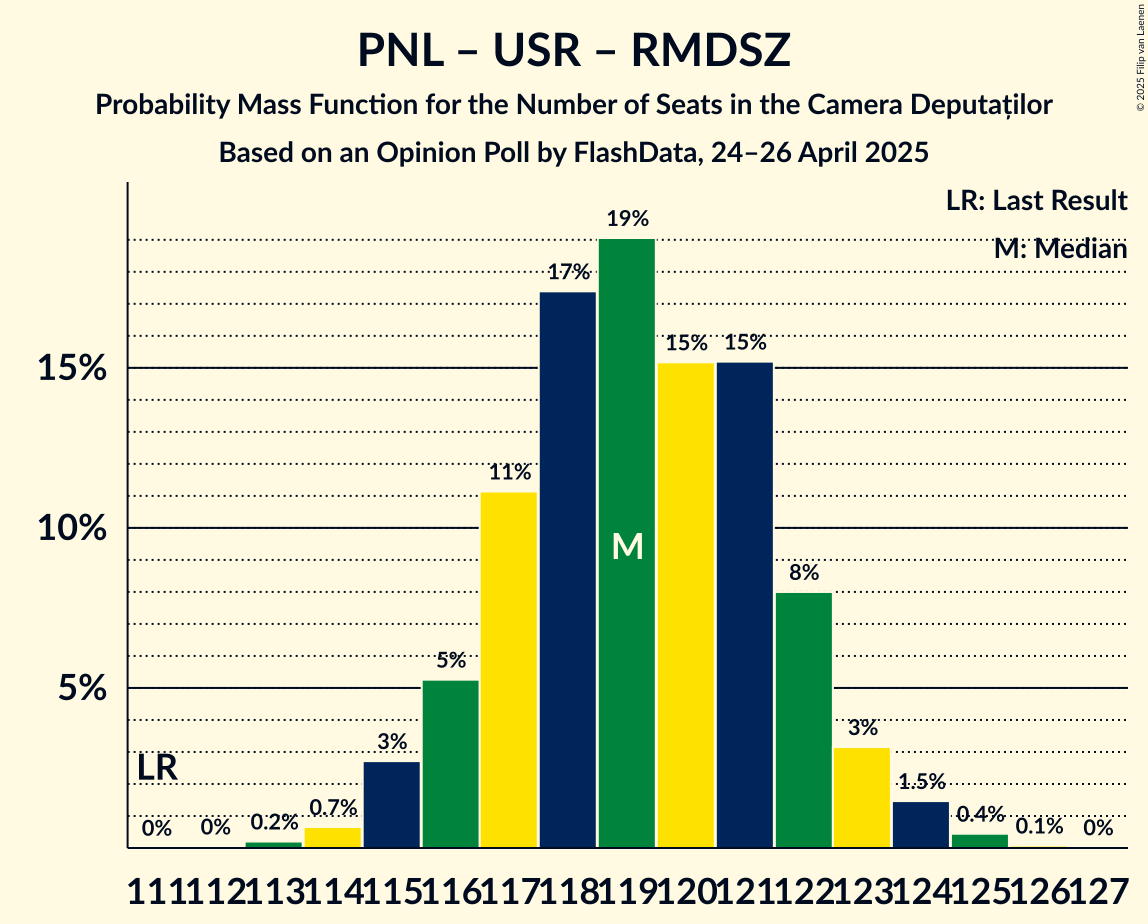 PNL – USR – RMDSZ
Probability Mass Function for the Number of Seats in the Camera Deputaților
Based on an Opinion Poll by FlashData, 24–26 April 2025
© 2025 Filip van Laenen
LR: Last Result
M: Median
15%
10%
5%
LR
M
0%
0%
0.2%
0.7%
3%
5%
11%
17%
19%
15%
15%
8%
3%
1.5%
0.4%
0.1%
0%
111 112 113 114 115 116 117 118 119 120 121 122 123 124 125 126 127